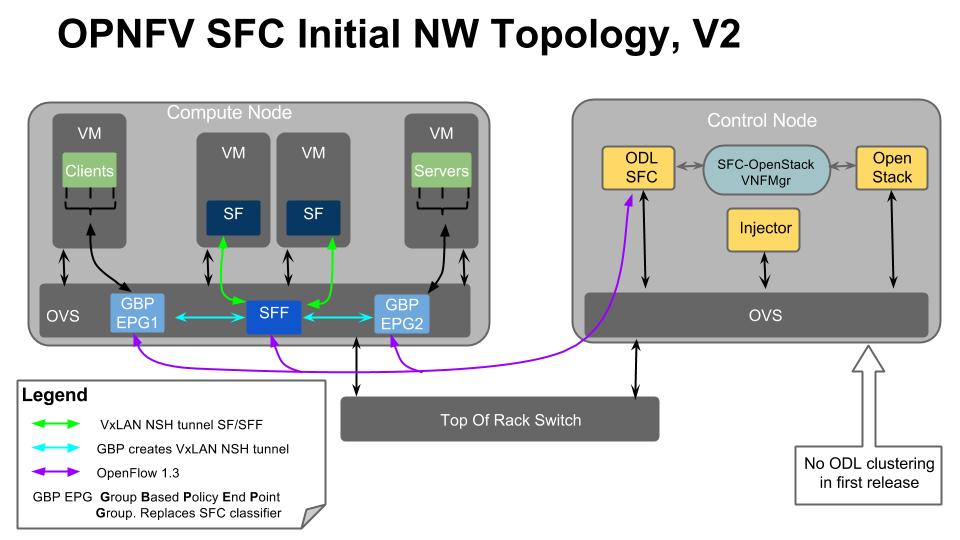 OPNFV SFC Initial NW Topology, V2
Compute Node
VM
Clients
VM
SF
VM
SF
VM
Servers
OVS
GBP
EPG1
SFF
GBP
EPG2
Control Node
ODL
SFC
SFC-OpenStack
VNFMgr
Open
Stack
Injector
OVS
Top Of Rack Switch
Legend
VxLAN NSH tunnel SF/SFF
GBP creates VxLAN NSH tunnel
OpenFlow 1.3
GBP EPG Group Based Policy End Point
Group. Replaces SFC classifier
No ODL clustering
in first release